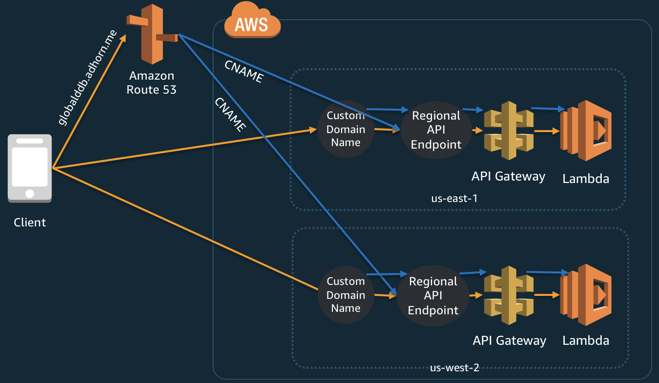 AWS
globalddb.adhorn.me
Amazon
Route 53
CNAME
CNAME
Client
Custom
Domain
Name
Regional
API
Endpoint
API Gateway
Lambda
us-east-1
Custom
Domain
Name
Regional
API
Endpoint
API Gateway
Lambda
us-west-2